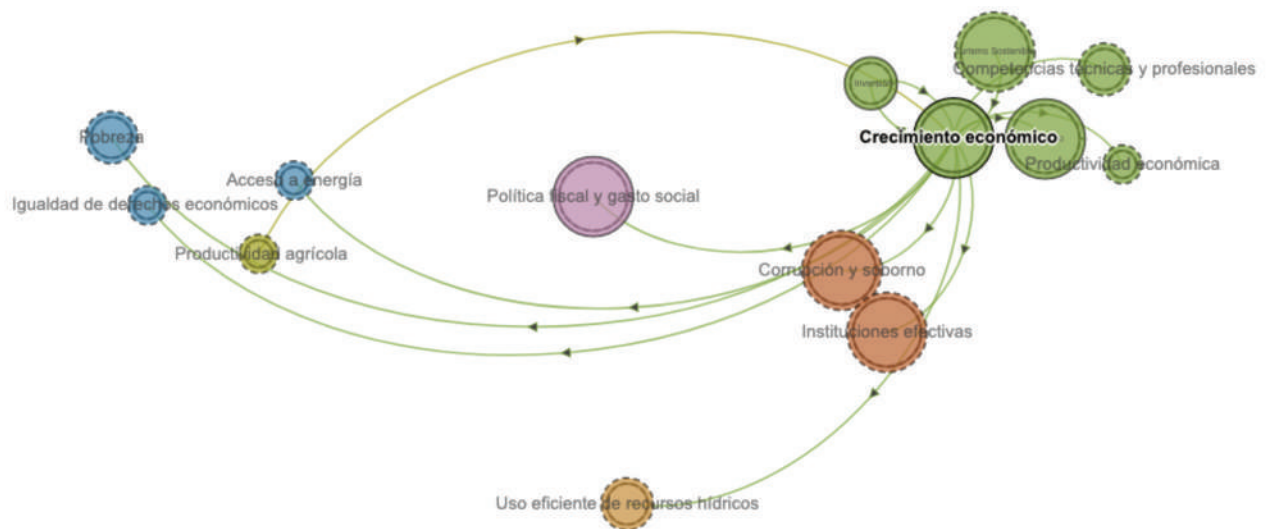 Turismo Sostenible
Competencias técnicas y profesionales
Crecimiento económico
Productividad económica
Pobreza
Acceso a energía
Igualdad de derechos económicos
Política fiscal y gasto social
Productividad agrícola
Corrupción y soborno
Instituciones efectivas
Uso eficiente de recursos hídricos